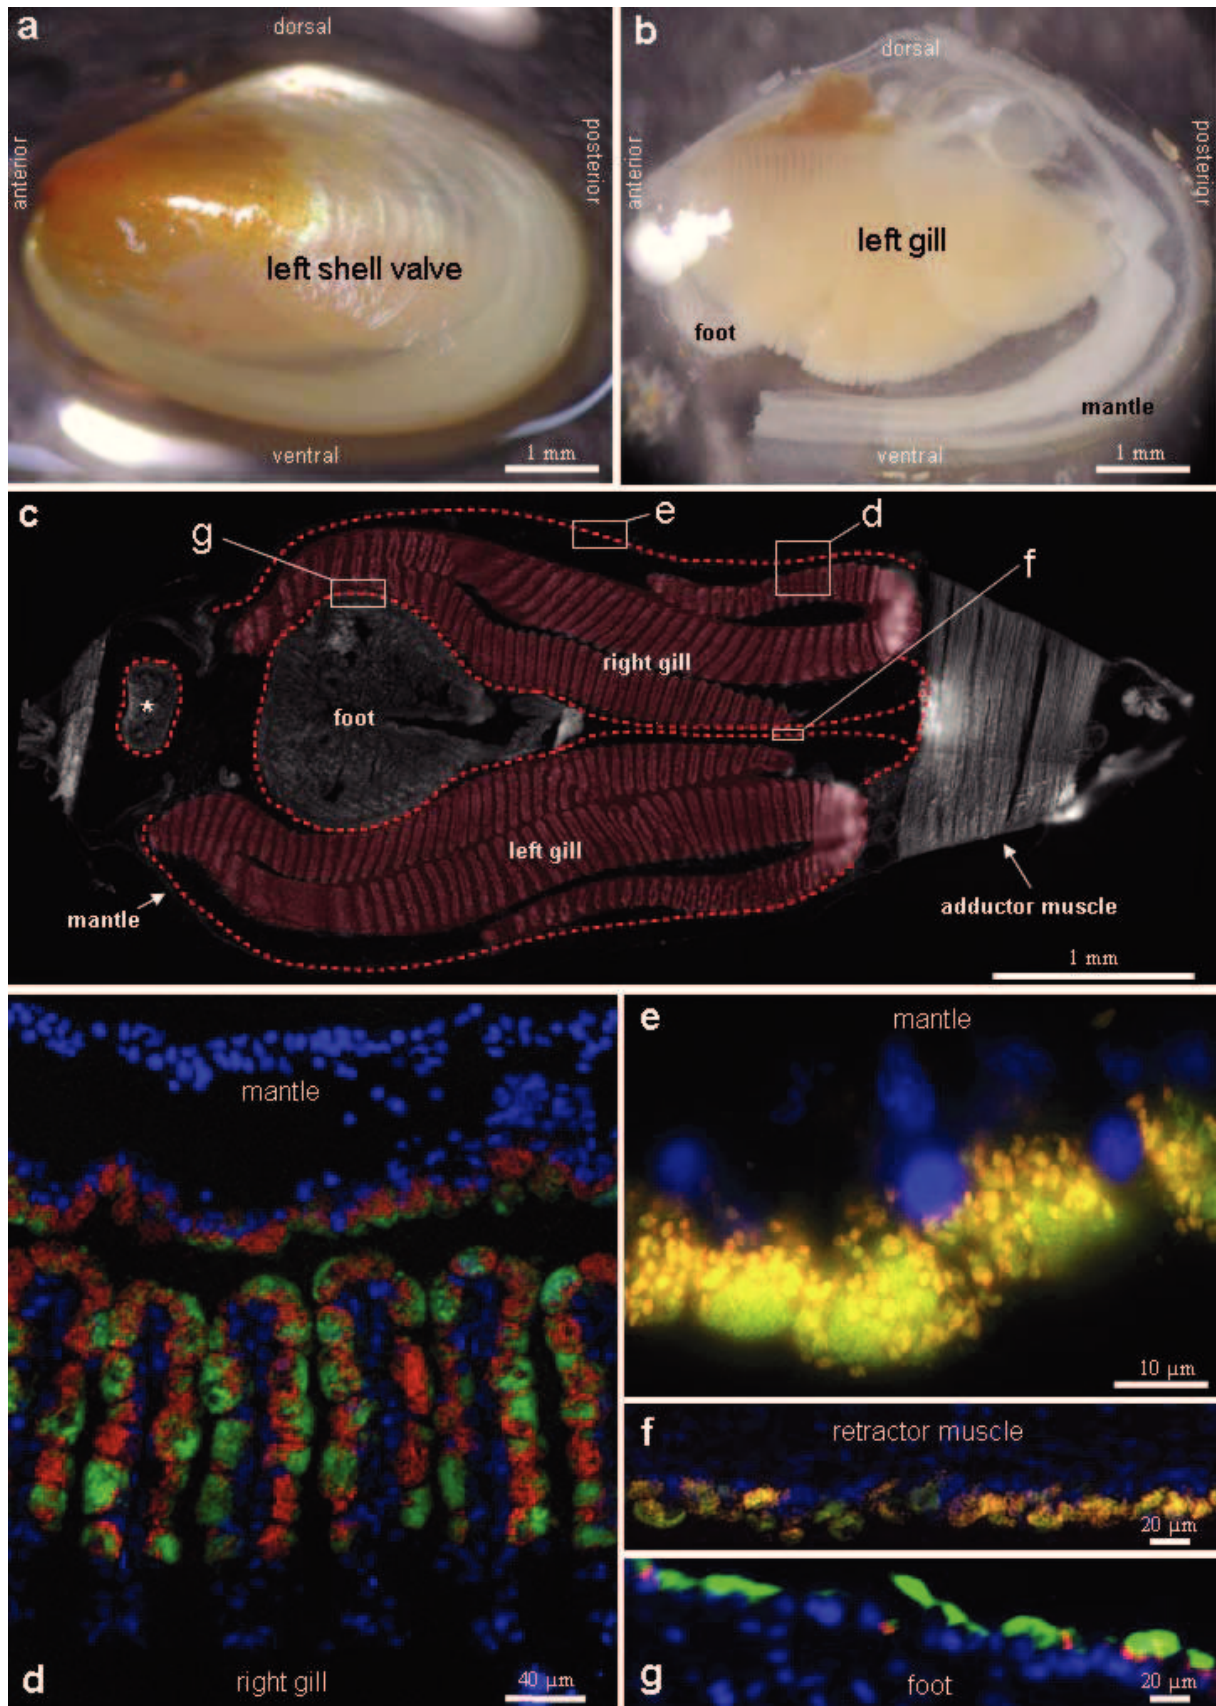 a
dorsal
anterior
posterior
left shell valve
ventral
1 mm
b
dorsal
anterior
posterior
left gill
foot
mantle
ventral
1 mm
c
g
e
d
f
right gill
foot
left gill
mantle
adductor muscle
1 mm
mantle
d
right gill
40 µm
e
mantle
10 µm
f
retractor muscle
20 µm
g
foot
20 µm